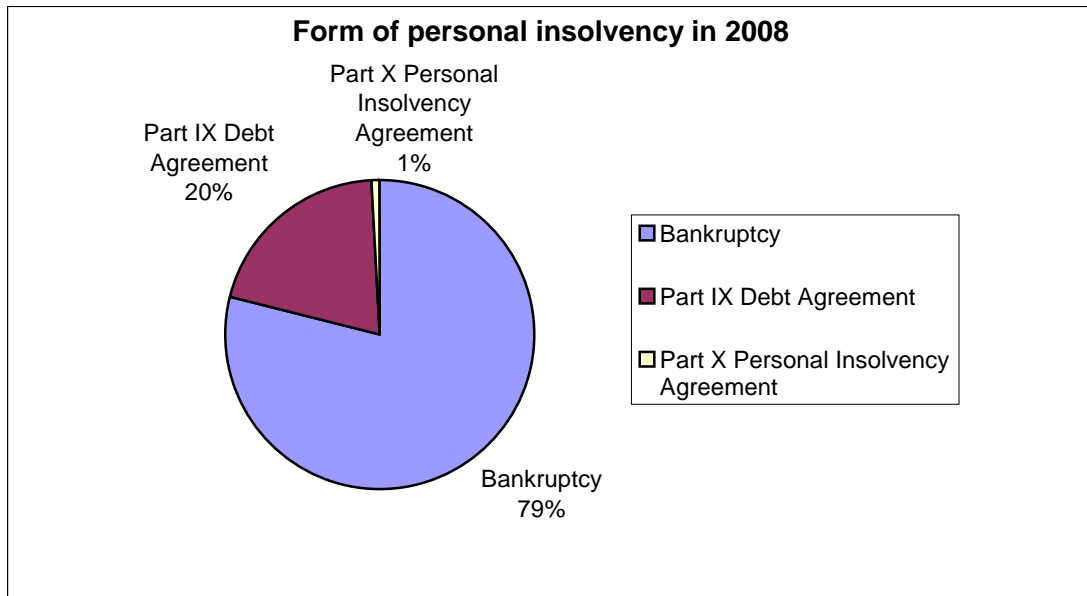 Form of personal insolvency in 2008
Part X Personal
Insolvency
Agreement
1%
Part IX Debt
Agreement
20%
Bankruptcy
79%
Bankruptcy
Part IX Debt Agreement
Part X Personal Insolvency
Agreement